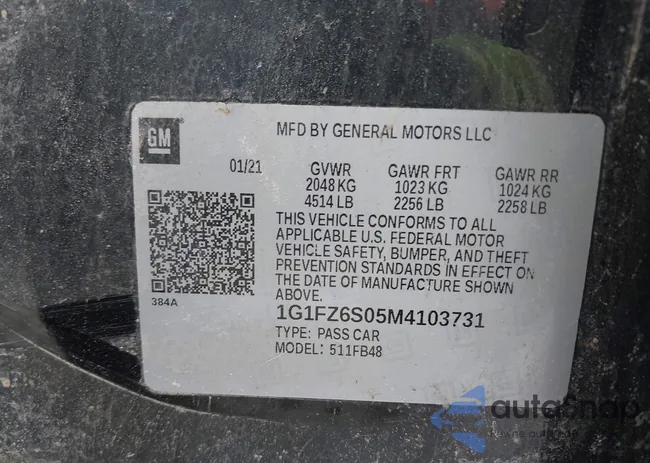 GM
MFD BY GENERAL MOTORS LLC
01/21
GVWR GAWR FRT GAWR RR
2048 KG 1023 KG 1024 KG
4514 LB 2256 LB 2258 LB
THIS VEHICLE CONFORMS TO ALL
APPLICABLE U.S. FEDERAL MOTOR
VEHICLE SAFETY, BUMPER, AND THEFT
PREVENTION STANDARDS IN EFFECT ON
THE DATE OF MANUFACTURE SHOWN
ABOVE.
384A
1G1FZ6S05M4103731
TYPE: PASS CAR
MODEL: 511FB48
autosnap